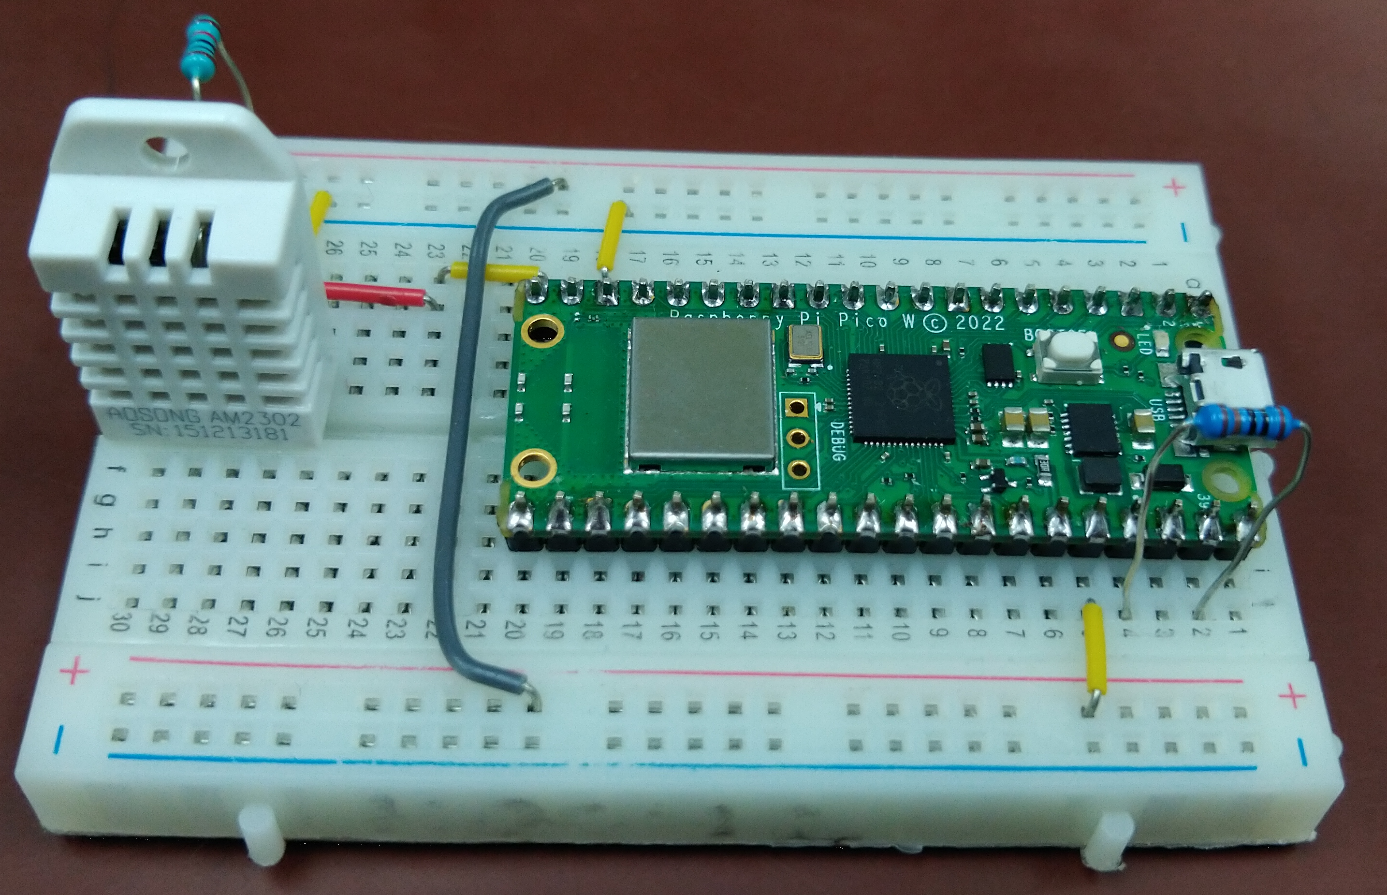 +
26 25 24 23 22 21 20 19 17 16 15 14 13 12 11 10 9 8 7 6 5 4 3 2 1
a
Raspberry Pi Pico W © 2022
LED
2
USB
DEBUG
39
AOSONG AM2302
SN:151213181
f
g
h
i
i
j
j
30 29 28 27 26 25 24 23 22 21 20 19 18 17 16 15 14 13 12 11 10 9 8 7 6 4 3 2 1
+ +